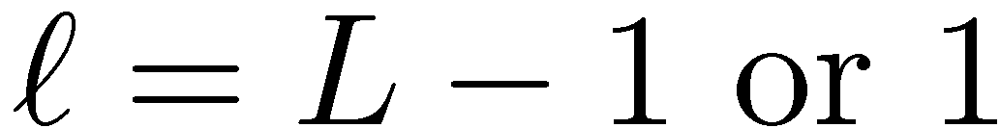 ℓ = L − 1 or 1